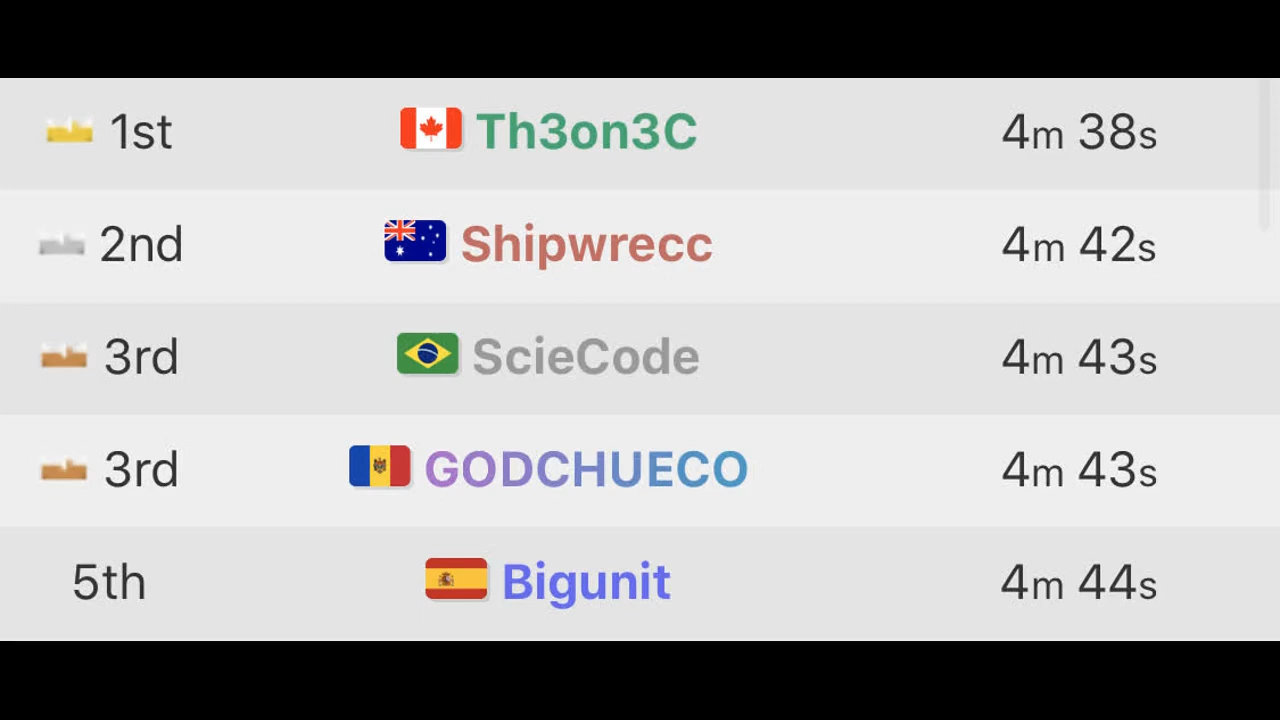 1st Th3on3C 4m 38s
2nd Shipwrecc 4m 42s
3rd ScieCode 4m 43s
3rd GODCHUECO 4m 43s
5th Bigunit 4m 44s